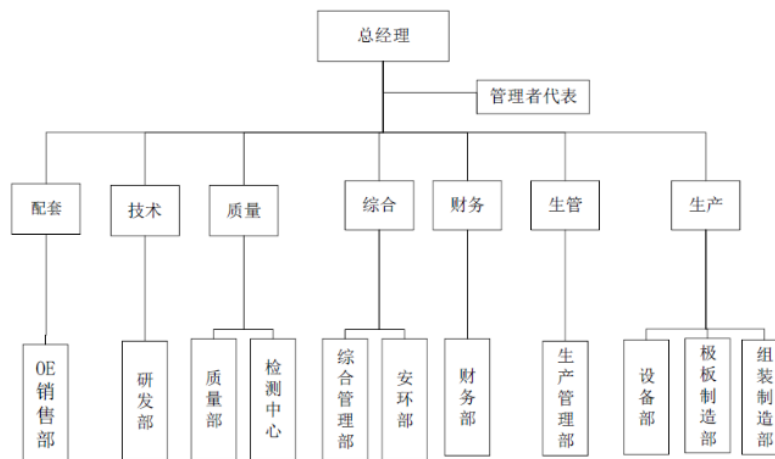 总经理
管理者代表
配套
技术
质量
综合
财务
生管
生产
OE销售部
研发部
质量部
检测中心
综合管理部
安环部
财务部
生产管理部
设备部
极板制造部
组装制造部